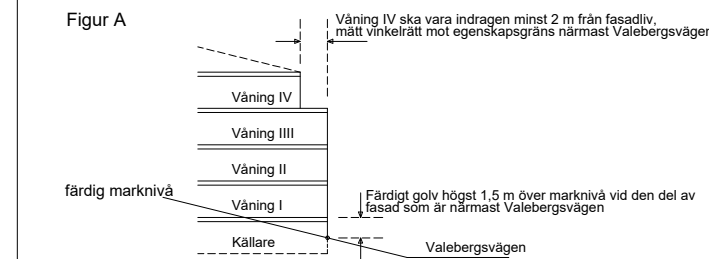 Figur A
Våning IV ska vara indragen minst 2 m från fasadliv,
mätt vinkelrätt mot egenskapsgräns närmast Valebergsvägen
Våning IV
Våning IIII
Våning II
färdig marknivå
Våning I
Färdigt golv högst 1,5 m över marknivå vid den del av
fasad som är närmast Valebergsvägen
Källare
Valebergsvägen